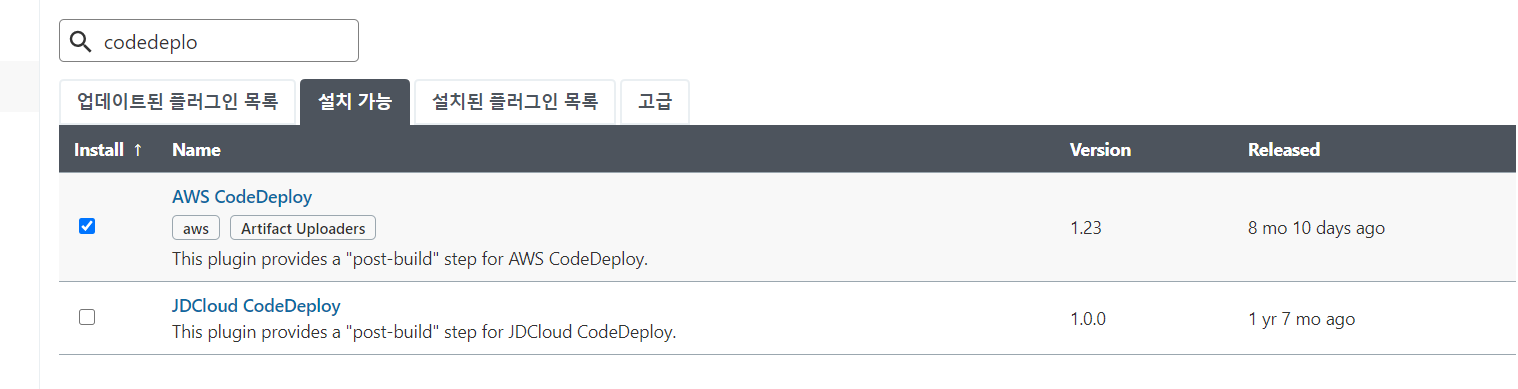 codedeplo
업데이트된 플러그인 목록 설치 가능 설치된 플러그인 목록 고급
Install ↑ Name Version Released
AWS CodeDeploy
aws Artifact Uploaders
1.23 8 mo 10 days ago
This plugin provides a "post-build" step for AWS CodeDeploy.
JDCloud CodeDeploy
1.0.0 1 yr 7 mo ago
This plugin provides a "post-build" step for JDCloud CodeDeploy.